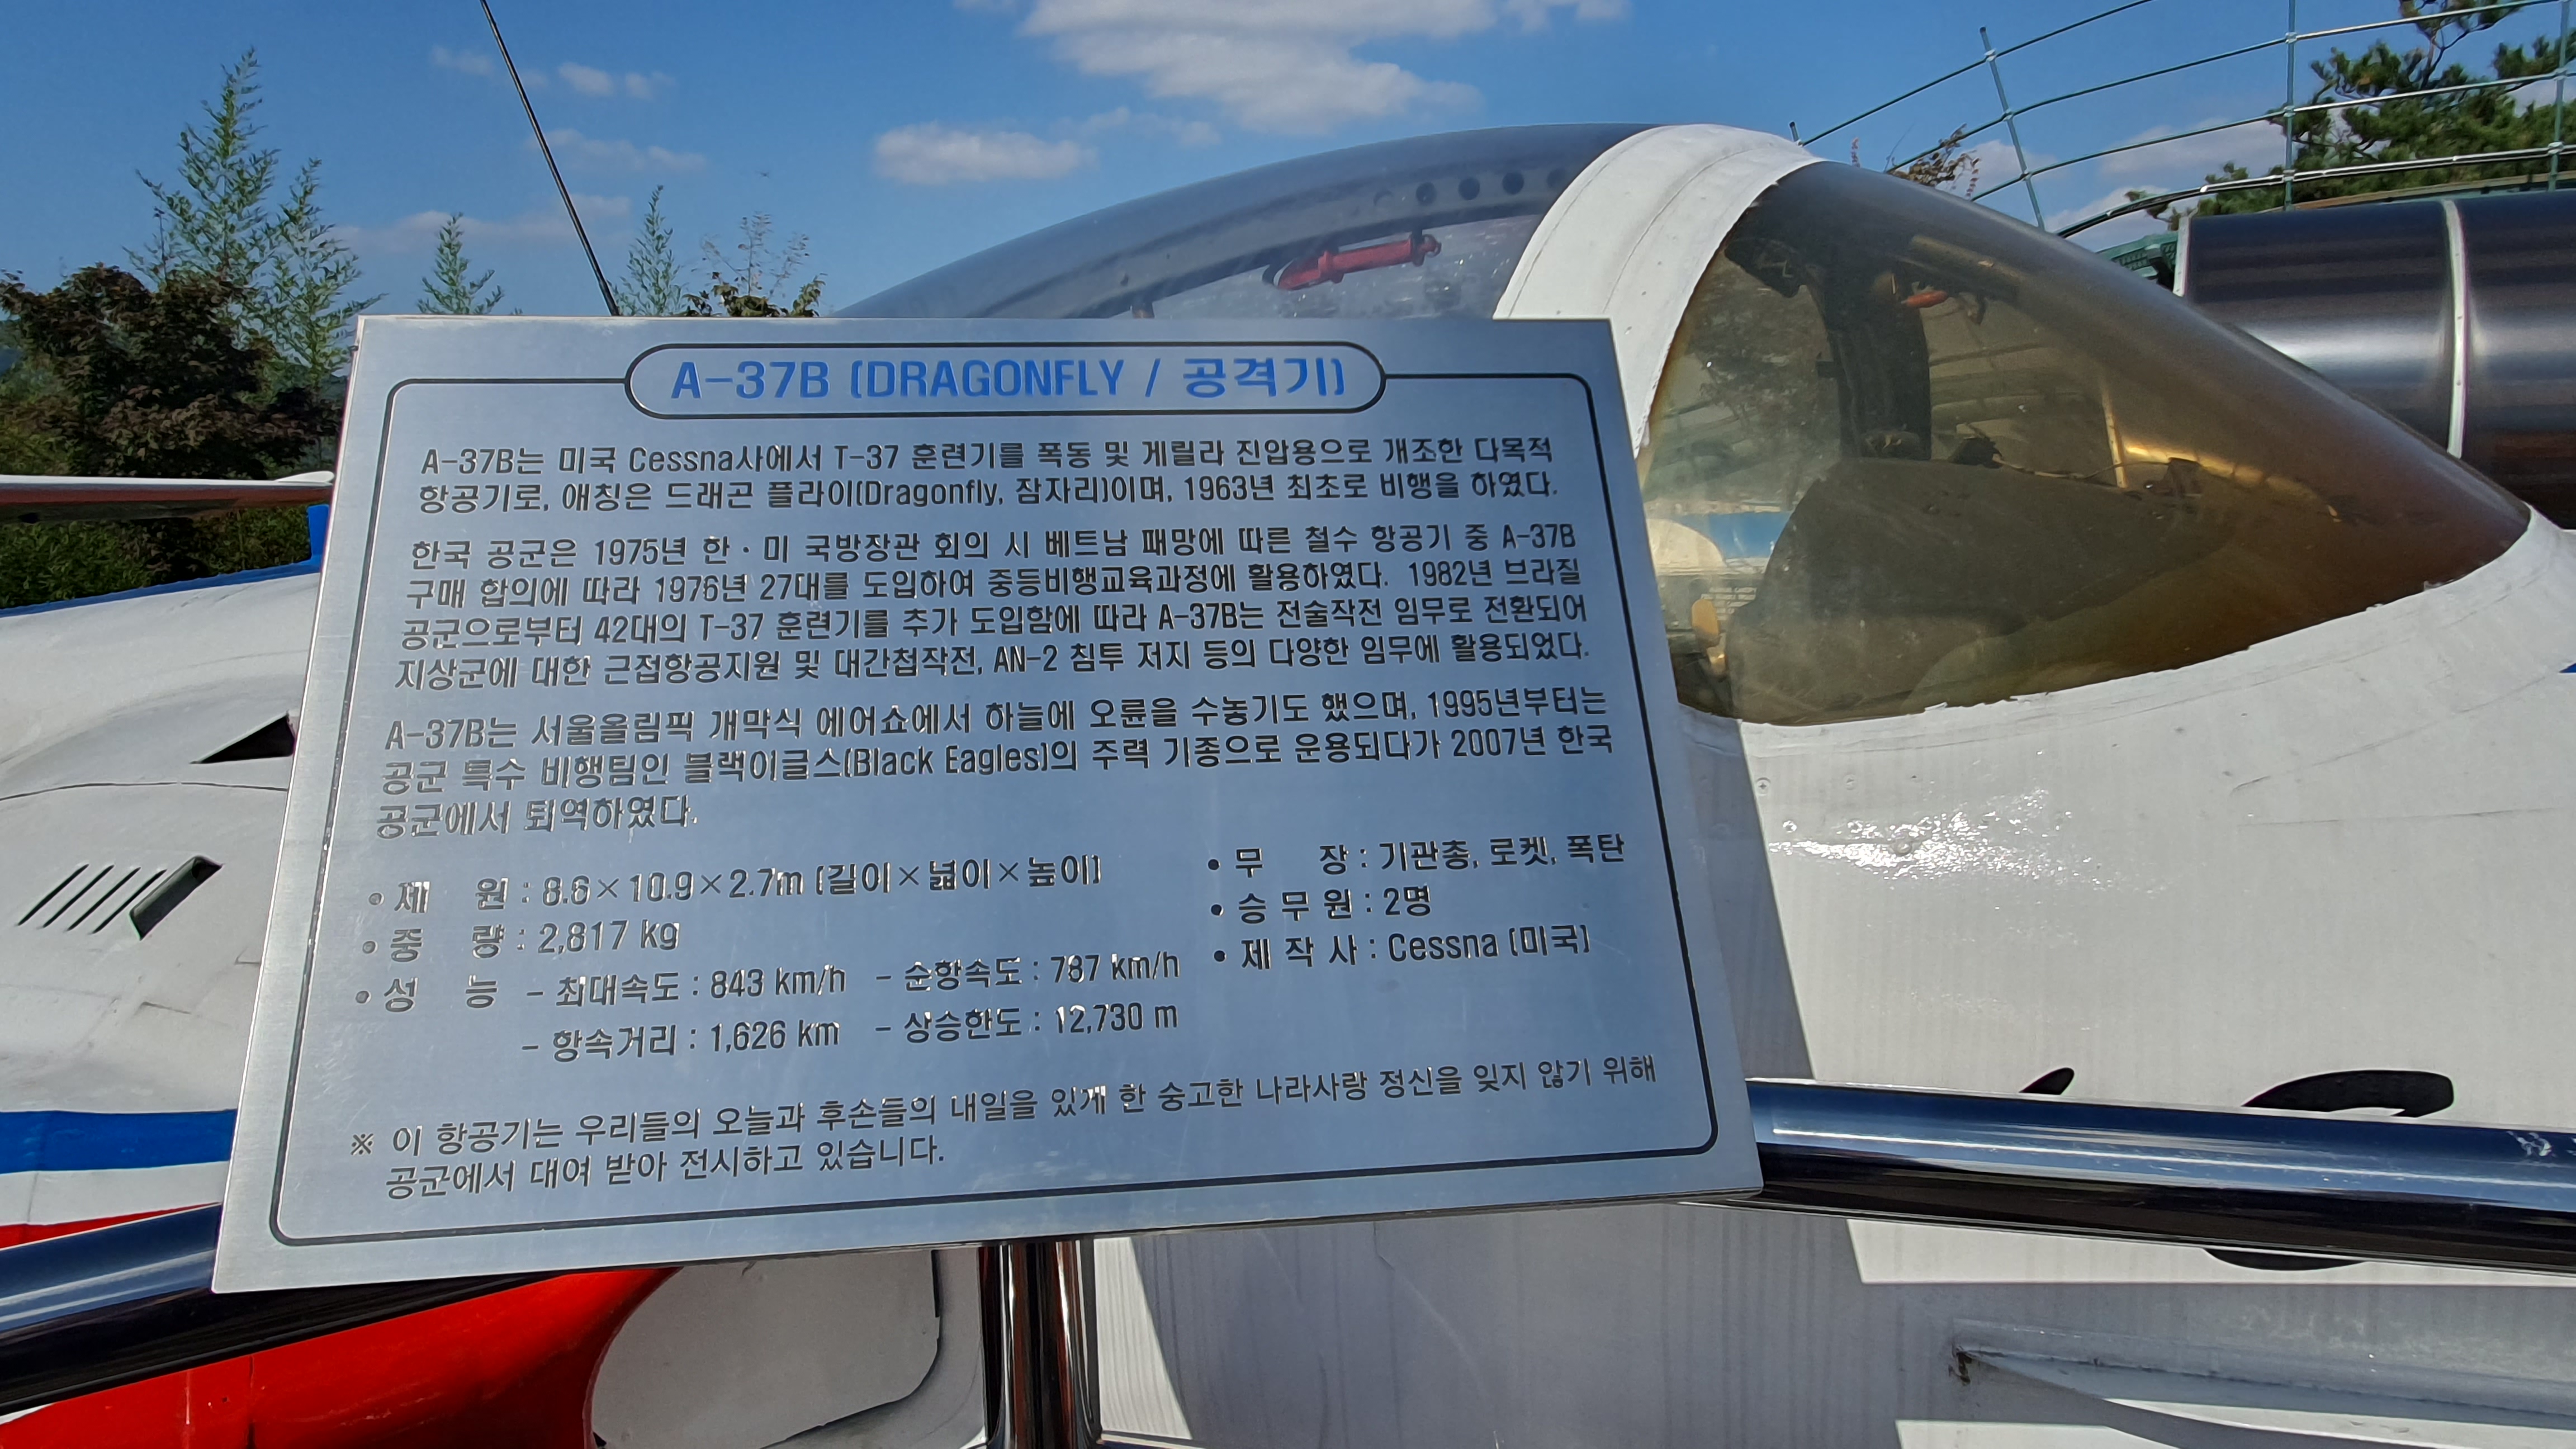 A-37B (DRAGONFLY / 공격기)
A-37B는 미국 Cessna사에서 T-37 훈련기를 폭동 및 게릴라 진압용으로 개조한 다목적
항공기로, 애칭은 드래곤 플라이(Dragonfly, 잠자리)이며, 1963년 최초로 비행을 하였다.
한국 공군은 1975년 한·미 국방장관 회의 시 베트남 패망에 따른 철수 항공기 중 A-37B
구매 합의에 따라 1976년 27대를 도입하여 중등비행교육과정에 활용하였다. 1982년 브라질
공군으로부터 42대의 T-37 훈련기를 추가 도입함에 따라 A-37B는 전술작전 임무로 전환되어
지상군에 대한 근접항공지원 및 대간첩작전, AN-2 침투 저지 등의 다양한 임무에 활용되었다.
A-37B는 서울올림픽 개막식 에어쇼에서 하늘에 오륜을 수놓기도 했으며, 1995년부터는
공군 특수 비행팀인 블랙이글스(Black Eagles)의 주력 기종으로 운용되다가 2007년 한국
공군에서 퇴역하였다.
• 제 원 : 8.6×10.9×2.7m (길이×넓이×높이)
• 중 량 : 2,817 kg
• 성 능 - 최대속도 : 843 km/h - 순항속도 : 787 km/h
- 항속거리 : 1,626 km - 상승한도 : 12,730 m
• 무 장 : 기관총, 로켓, 폭탄
• 승 무 원 : 2명
• 제 작 사 : Cessna (미국)
※ 이 항공기는 우리들의 오늘과 후손들의 내일을 있게 한 숭고한 나라사랑 정신을 잊지 않기 위해
공군에서 대여 받아 전시하고 있습니다.